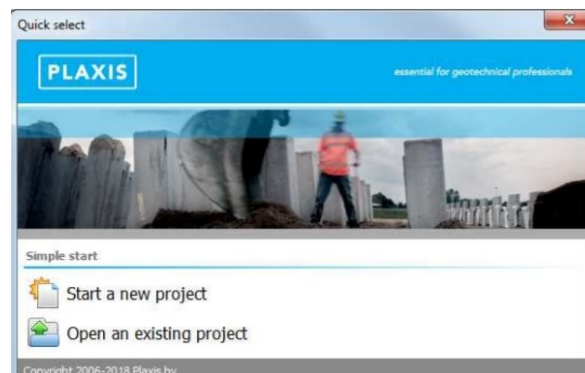 Quick select
PLAXIS
essential for geotechnical professionals
Simple start
Start a new project
Open an existing project
Copyright 2006-2018 Plaxis bv